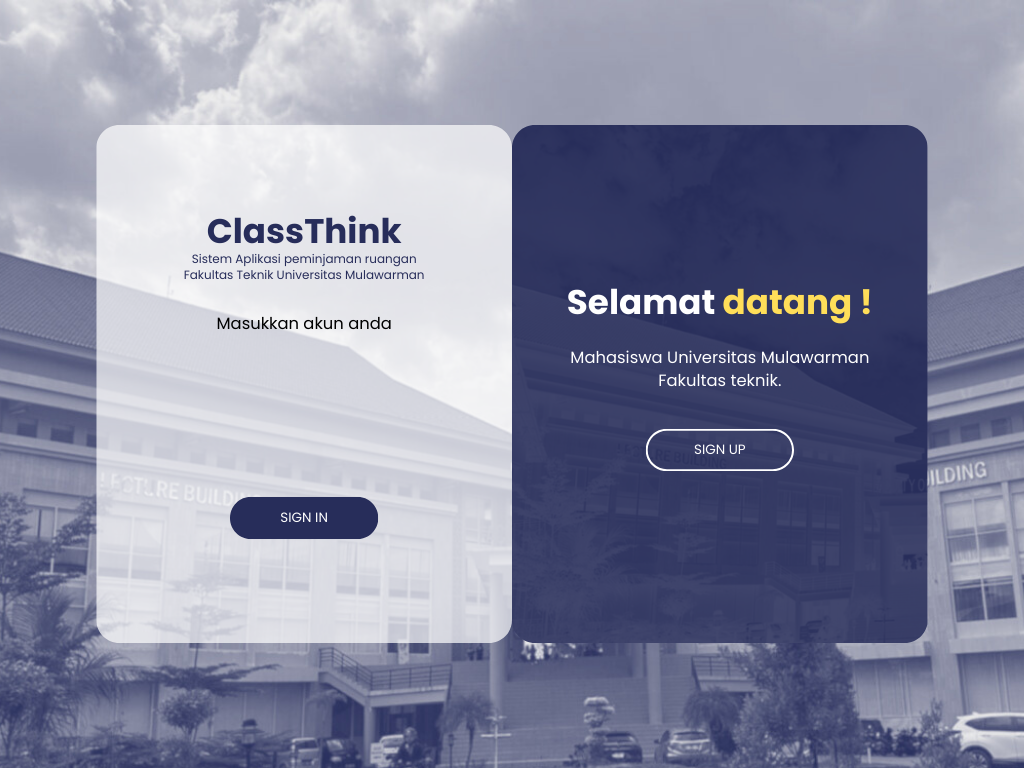 ClassThink
Sistem Aplikasi peminjaman ruangan
Fakultas Teknik Universitas Mulawarman
Masukkan akun anda
LECTURE BUILDING
SIGN IN
Selamat datang !
Mahasiswa Universitas Mulawarman
Fakultas teknik.
SIGN UP
BUILDING